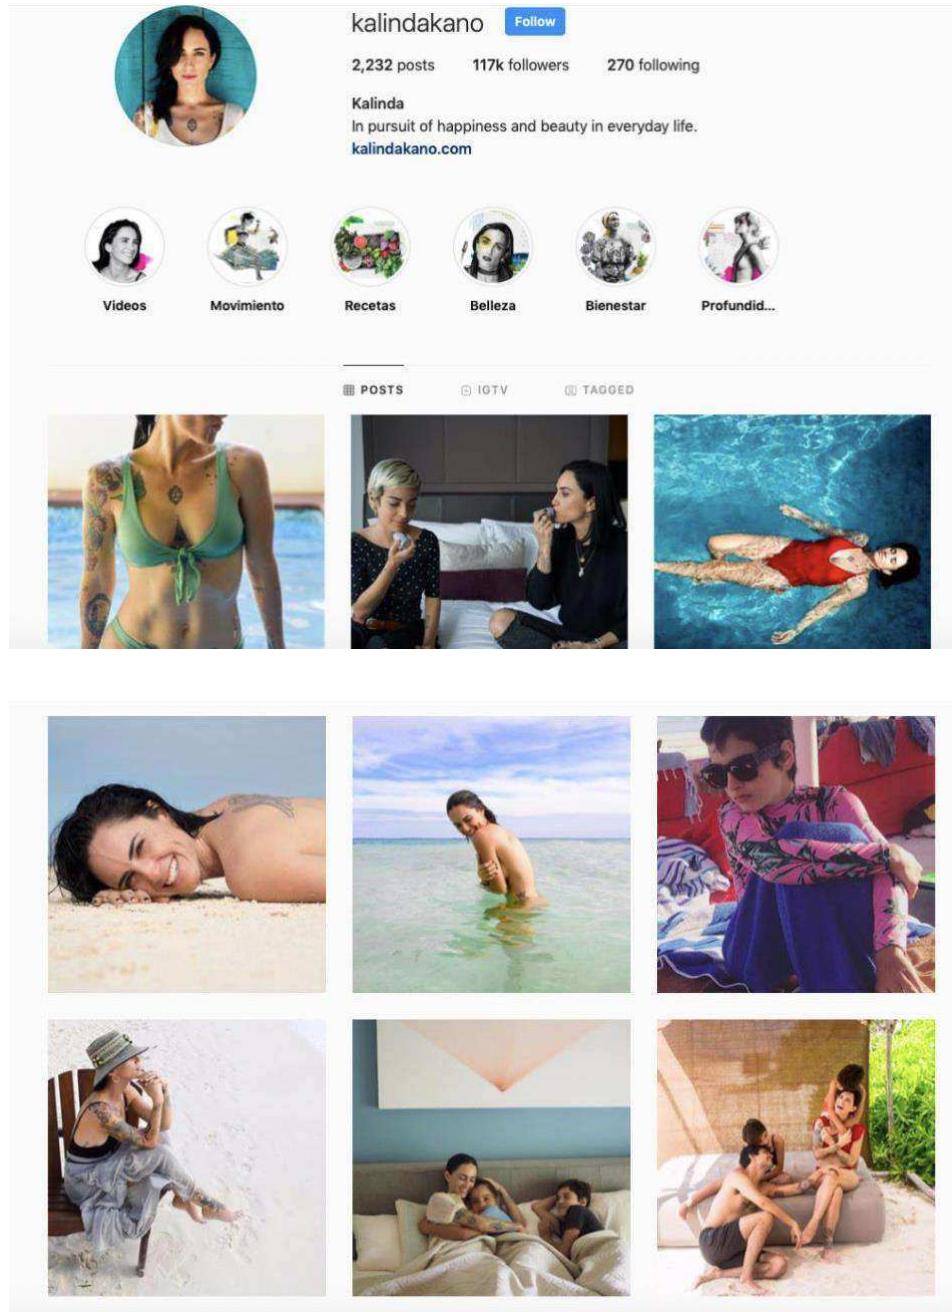 kalindakano Follow
2,232 posts 117k followers 270 following
Kalinda
In pursuit of happiness and beauty in everyday life.
kalindakano.com
Videos Movimiento Recetas Belleza Bienestar Profundid...
POSTS IGTV TAGGED